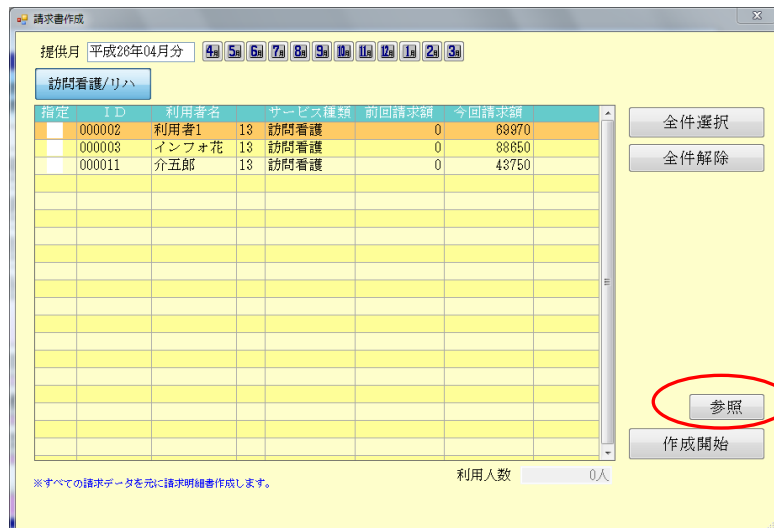 請求書作成
提供月 平成26年04月分 4月 5月 6月 7月 8月 9月 10月 11月 12月 1月 2月 3月
訪問看護/リハ
指定 ID 利用者名 サービス種類 前回請求額 今回請求額
000002 利用者1 13 訪問看護 0 69970
000003 インフォ花 13 訪問看護 0 88650
000011 介五郎 13 訪問看護 0 43750
全件選択
全件解除
参照
作成開始
利用人数 0人
※すべての請求データを元に請求明細書作成します。